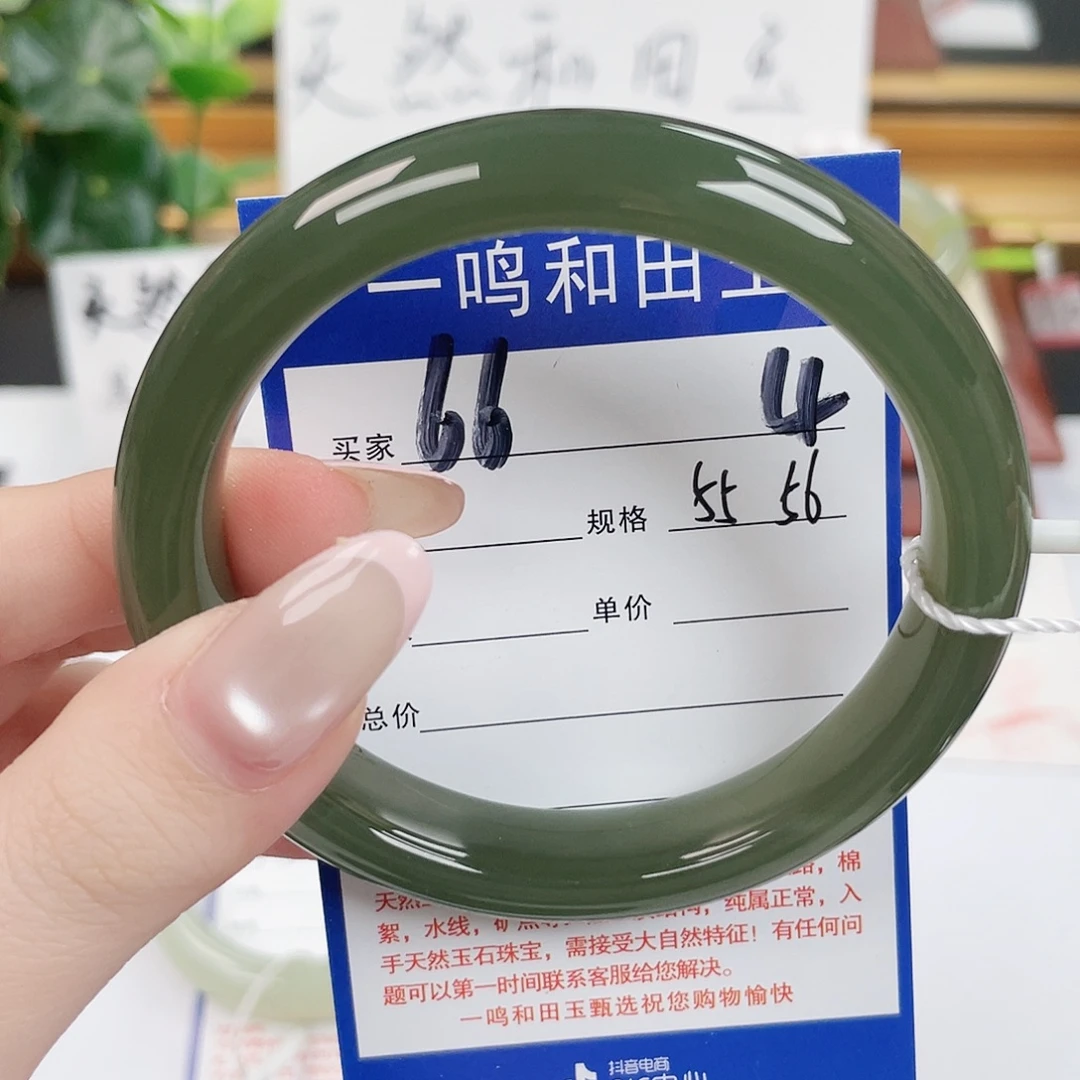 天然和田玉
天然
一鸣和田玉
买家 66 4
规格 55 56
单价
总价
棉
天然
絮，水线，纯属正常，入
手天然玉石珠宝，需接受大自然特征！有任何问
题可以第一时间联系客服给您解决。
一鸣和田玉甄选祝您购物愉快
抖音电商